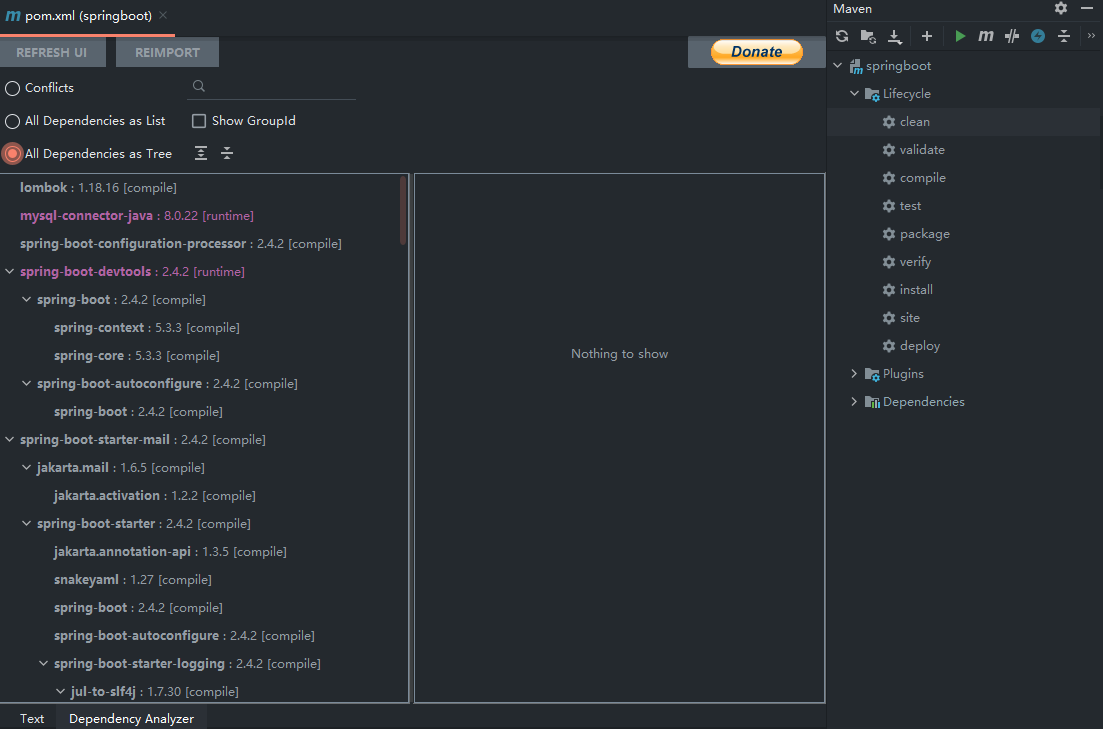 pom.xml (springboot)
REFRESH UI
REIMPORT
Donate
Conflicts
All Dependencies as List
Show GroupId
All Dependencies as Tree
lombok : 1.18.16 [compile]
mysql-connector-java : 8.0.22 [runtime]
spring-boot-configuration-processor : 2.4.2 [compile]
spring-boot-devtools : 2.4.2 [runtime]
spring-boot : 2.4.2 [compile]
spring-context : 5.3.3 [compile]
spring-core : 5.3.3 [compile]
spring-boot-autoconfigure : 2.4.2 [compile]
spring-boot : 2.4.2 [compile]
spring-boot-starter-mail : 2.4.2 [compile]
jakarta.mail : 1.6.5 [compile]
jakarta.activation : 1.2.2 [compile]
spring-boot-starter : 2.4.2 [compile]
jakarta.annotation-api : 1.3.5 [compile]
snakeyaml : 1.27 [compile]
spring-boot : 2.4.2 [compile]
spring-boot-autoconfigure : 2.4.2 [compile]
spring-boot-starter-logging : 2.4.2 [compile]
jul-to-slf4j : 1.7.30 [compile]
Nothing to show
Text
Dependency Analyzer
Maven
springboot
Lifecycle
clean
validate
compile
test
package
verify
install
site
deploy
Plugins
Dependencies